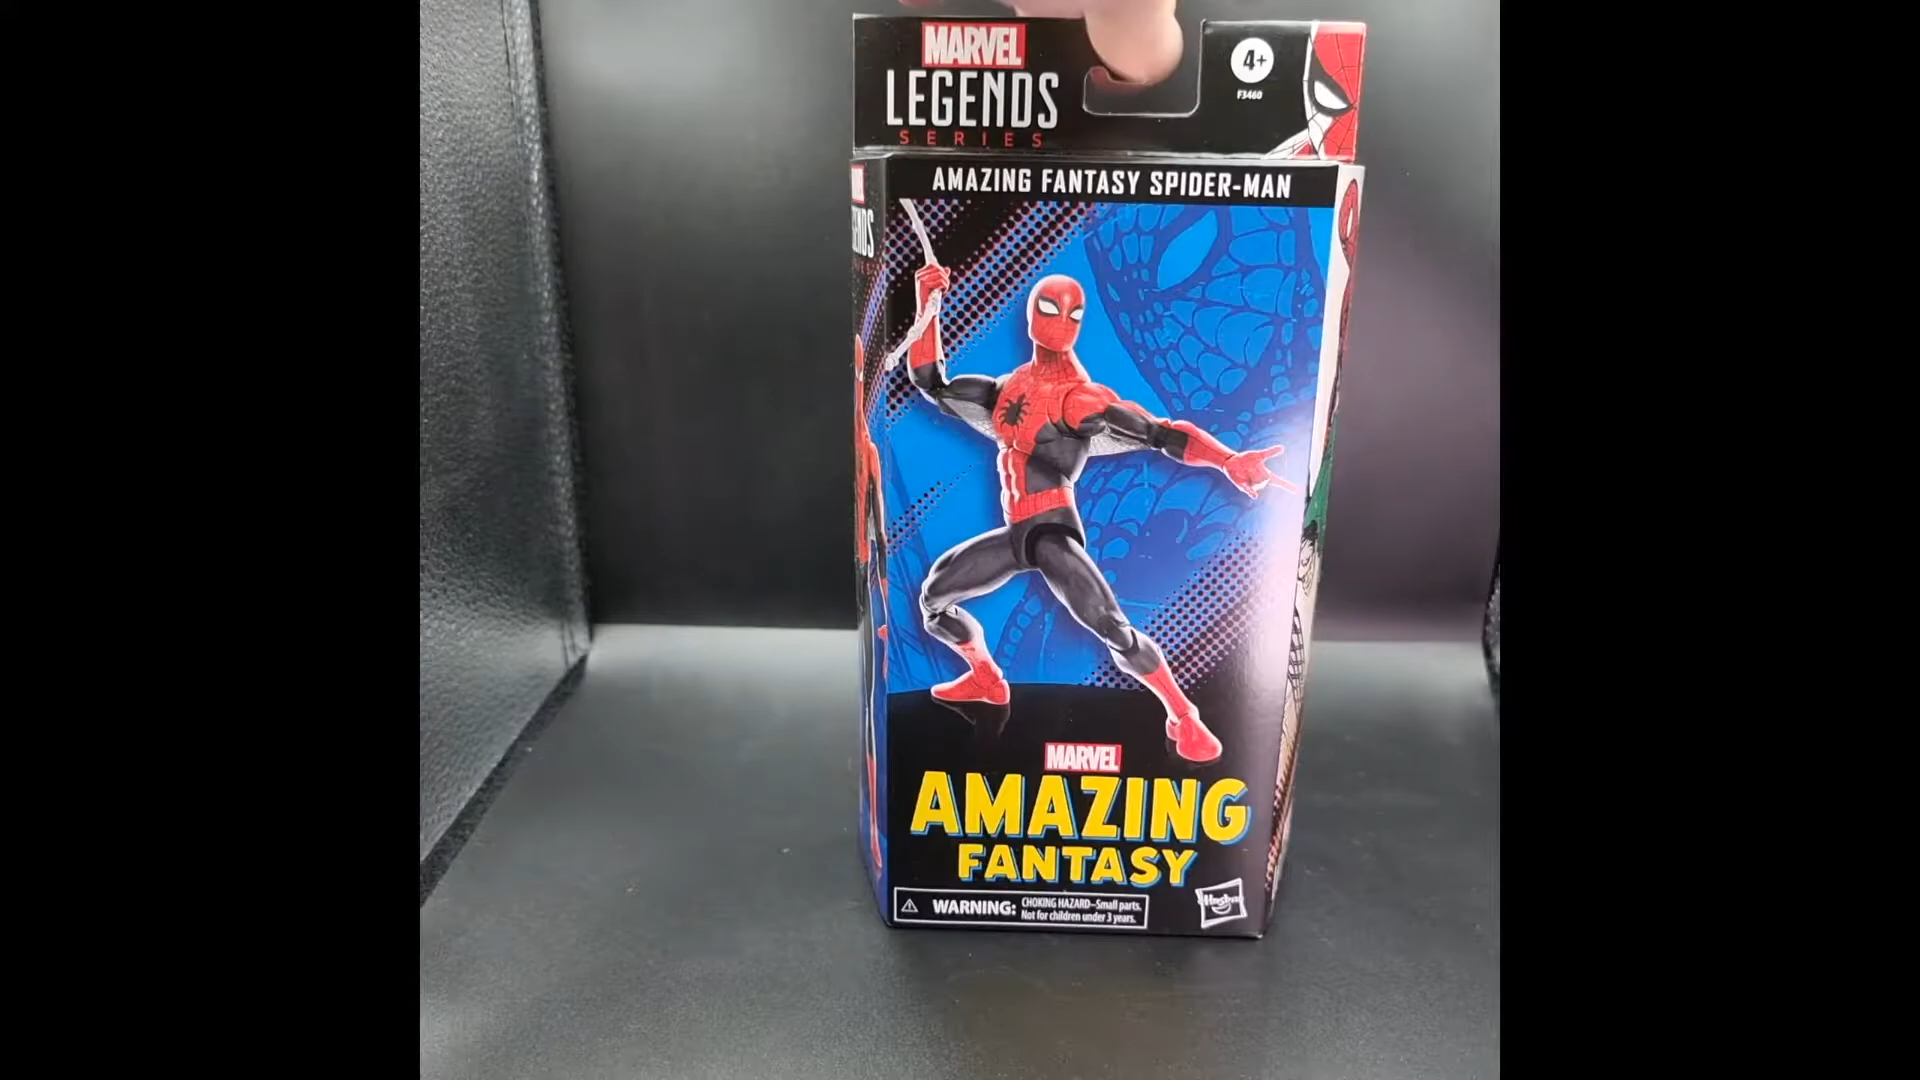 MARVEL
LEGENDS
SERIES
4+
F3460
AMAZING FANTASY SPIDER-MAN
MARVEL
AMAZING
FANTASY
WARNING: CHOKING HAZARD–Small parts.
Not for children under 3 years.
Hasbro